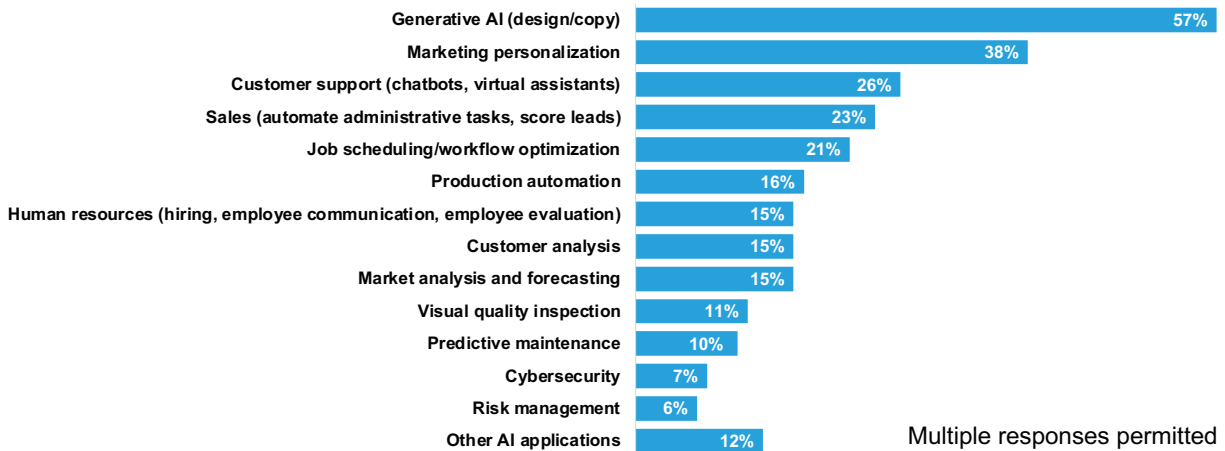 Generative AI (design/copy) 57%
Marketing personalization 38%
Customer support (chatbots, virtual assistants) 26%
Sales (automate administrative tasks, score leads) 23%
Job scheduling/workflow optimization 21%
Production automation 16%
Human resources (hiring, employee communication, employee evaluation) 15%
Customer analysis 15%
Market analysis and forecasting 15%
Visual quality inspection 11%
Predictive maintenance 10%
Cybersecurity 7%
Risk management 6%
Other AI applications 12%
Multiple responses permitted